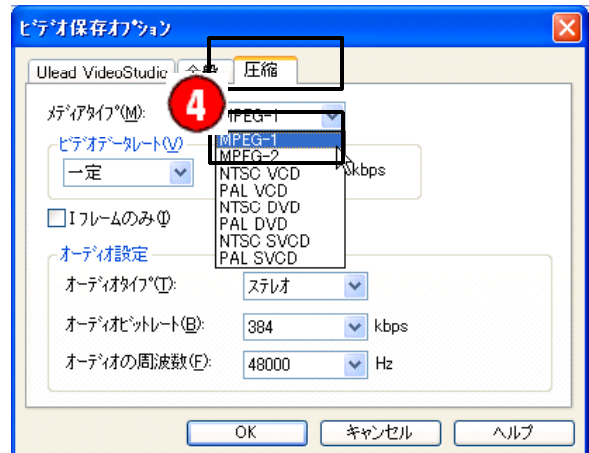 ビデオ保存オプション
Ulead VideoStudio 全般 圧縮
4
メディアタイプ(M): MPEG-1
MPEG-1
MPEG-2
NTSC VCD
PAL VCD
NTSC DVD
PAL DVD
NTSC SVCD
PAL SVCD
ビデオデータレート(V)
一定 kbps
Iフレームのみ(I)
オーディオ設定
オーディオタイプ(T): ステレオ
オーディオビットレート(B): 384 kbps
オーディオの周波数(F): 48000 Hz
OK キャンセル ヘルプ